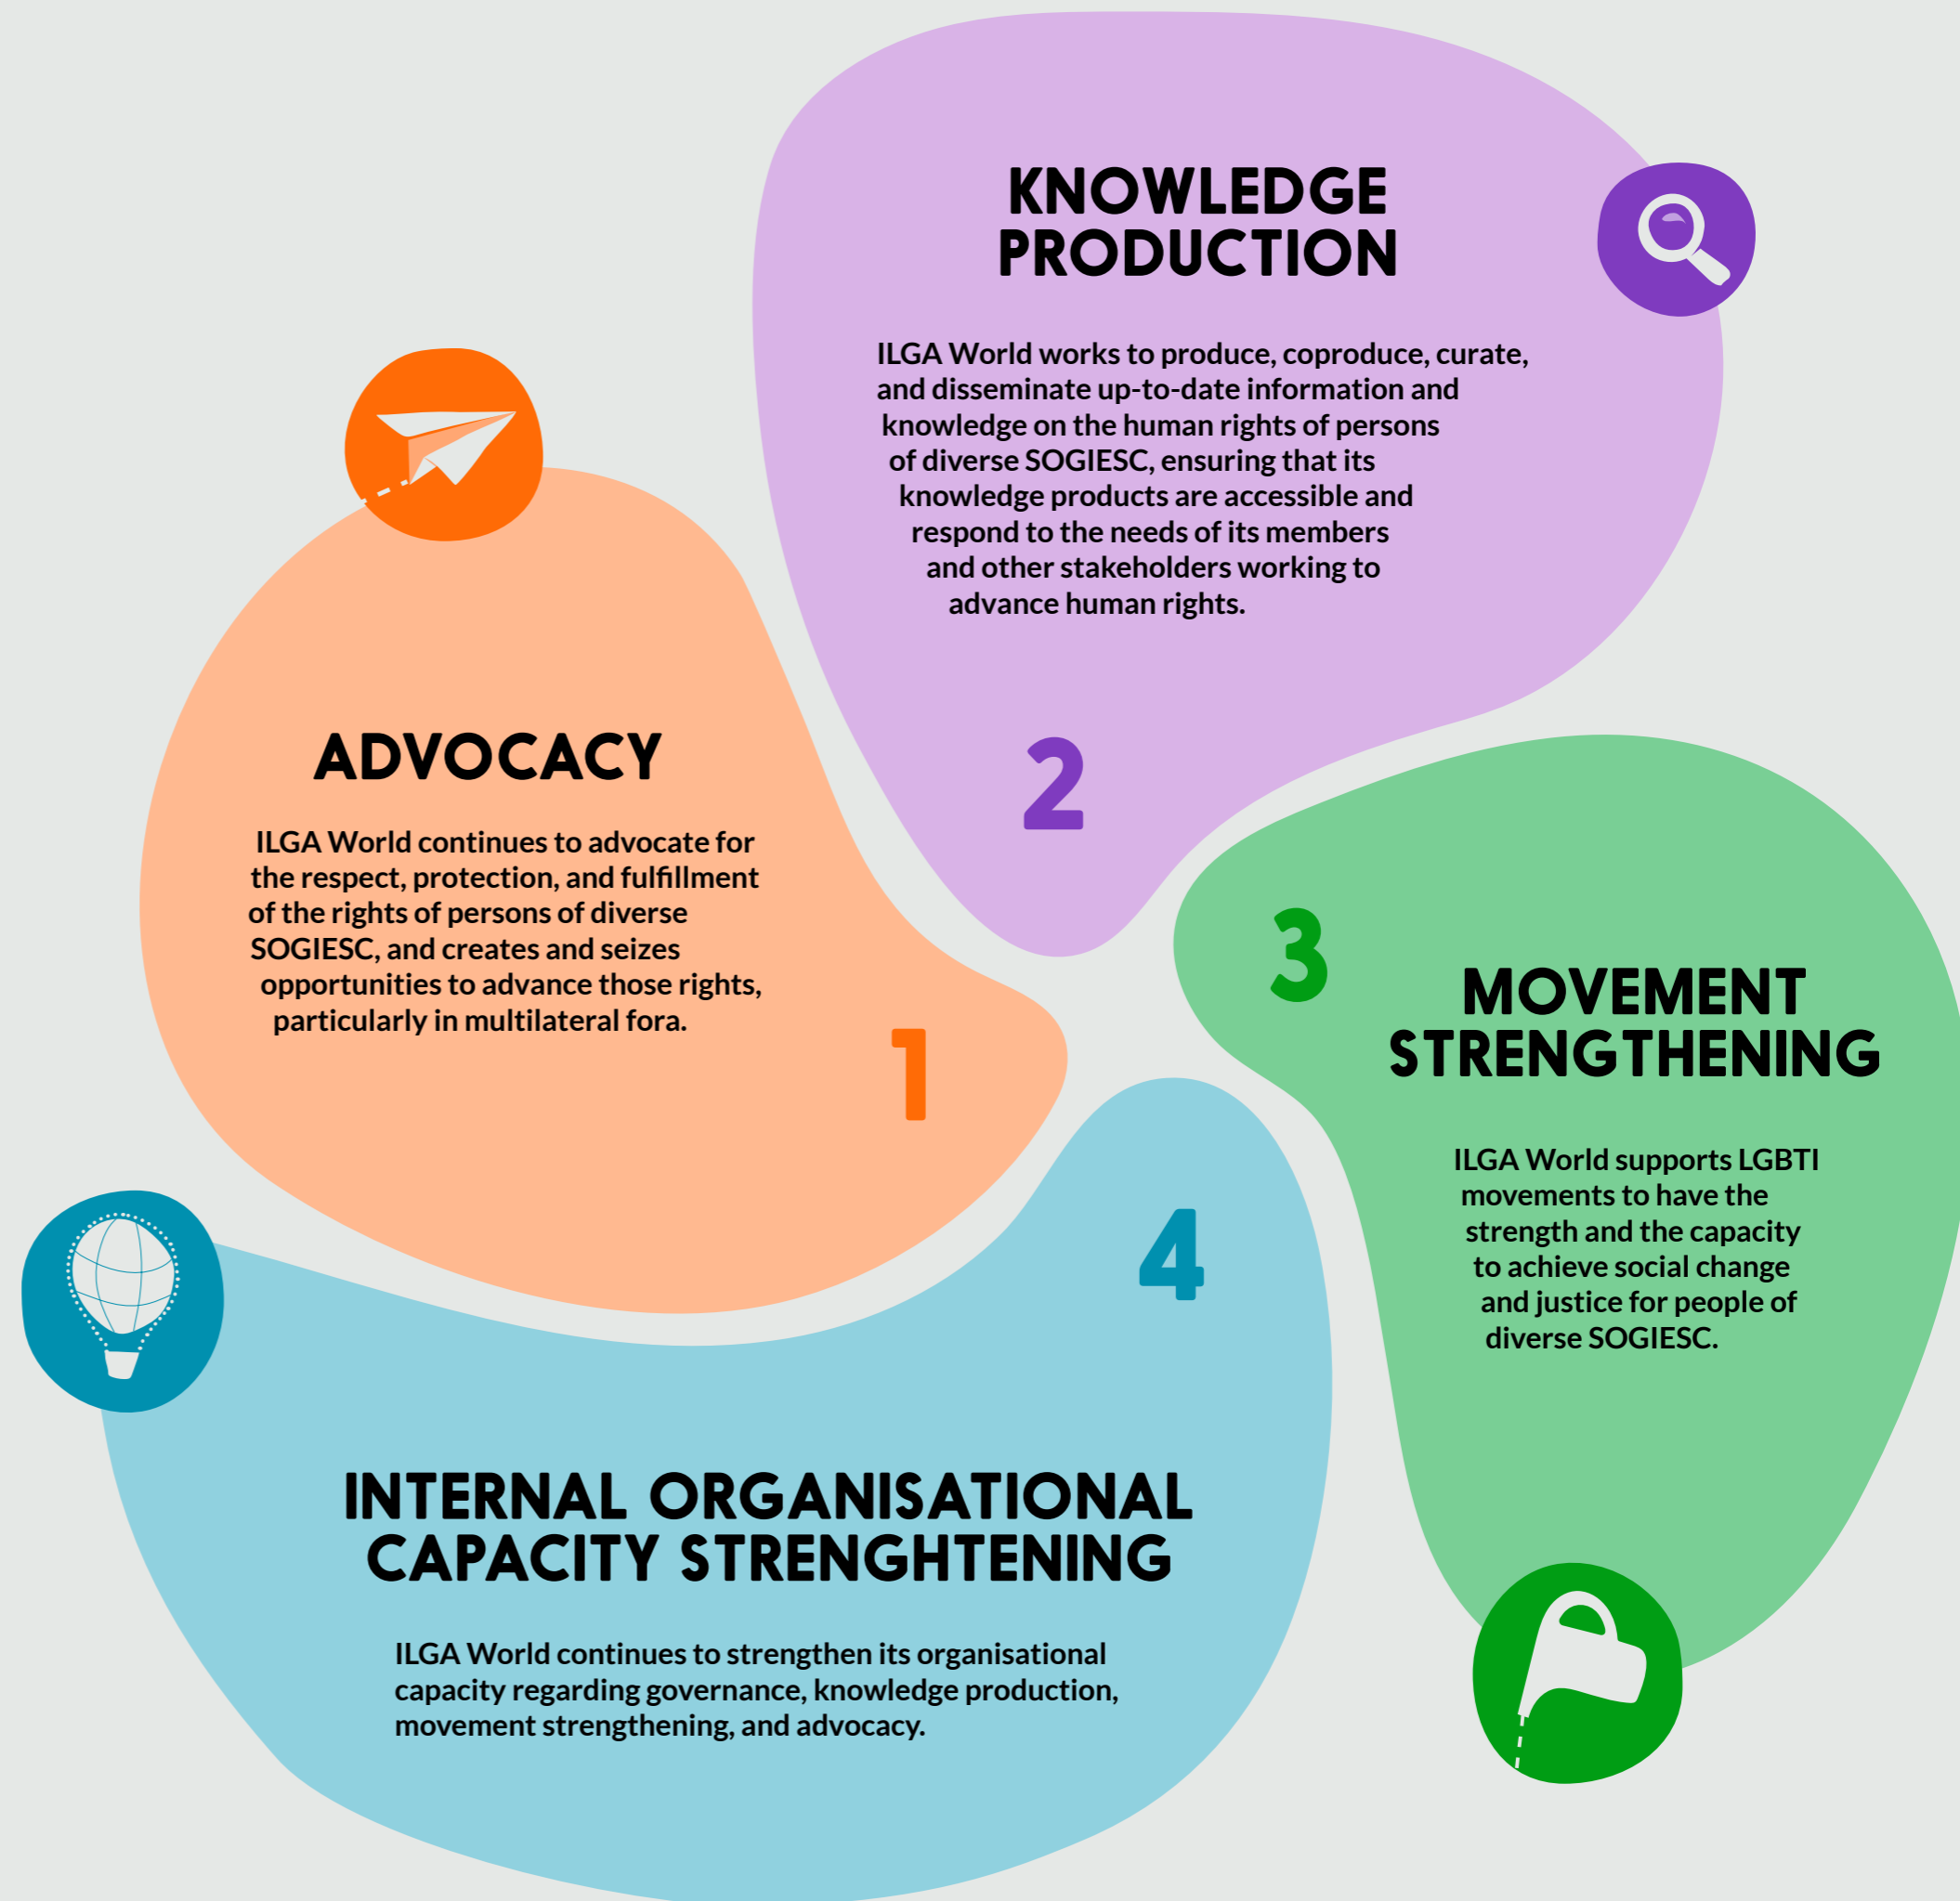 ADVOCACY
ILGA World continues to advocate for
the respect, protection, and fulfillment
of the rights of persons of diverse
SOGIESC, and creates and seizes
opportunities to advance those rights,
particularly in multilateral fora.
1
KNOWLEDGE
PRODUCTION
ILGA World works to produce, coproduce, curate,
and disseminate up-to-date information and
knowledge on the human rights of persons
of diverse SOGIESC, ensuring that its
knowledge products are accessible and
respond to the needs of its members
and other stakeholders working to
advance human rights.
2
3
MOVEMENT
STRENGTHENING
ILGA World supports LGBTI
movements to have the
strength and the capacity
to achieve social change
and justice for people of
diverse SOGIESC.
4
INTERNAL ORGANISATIONAL
CAPACITY STRENGHTENING
ILGA World continues to strengthen its organisational
capacity regarding governance, knowledge production,
movement strengthening, and advocacy.